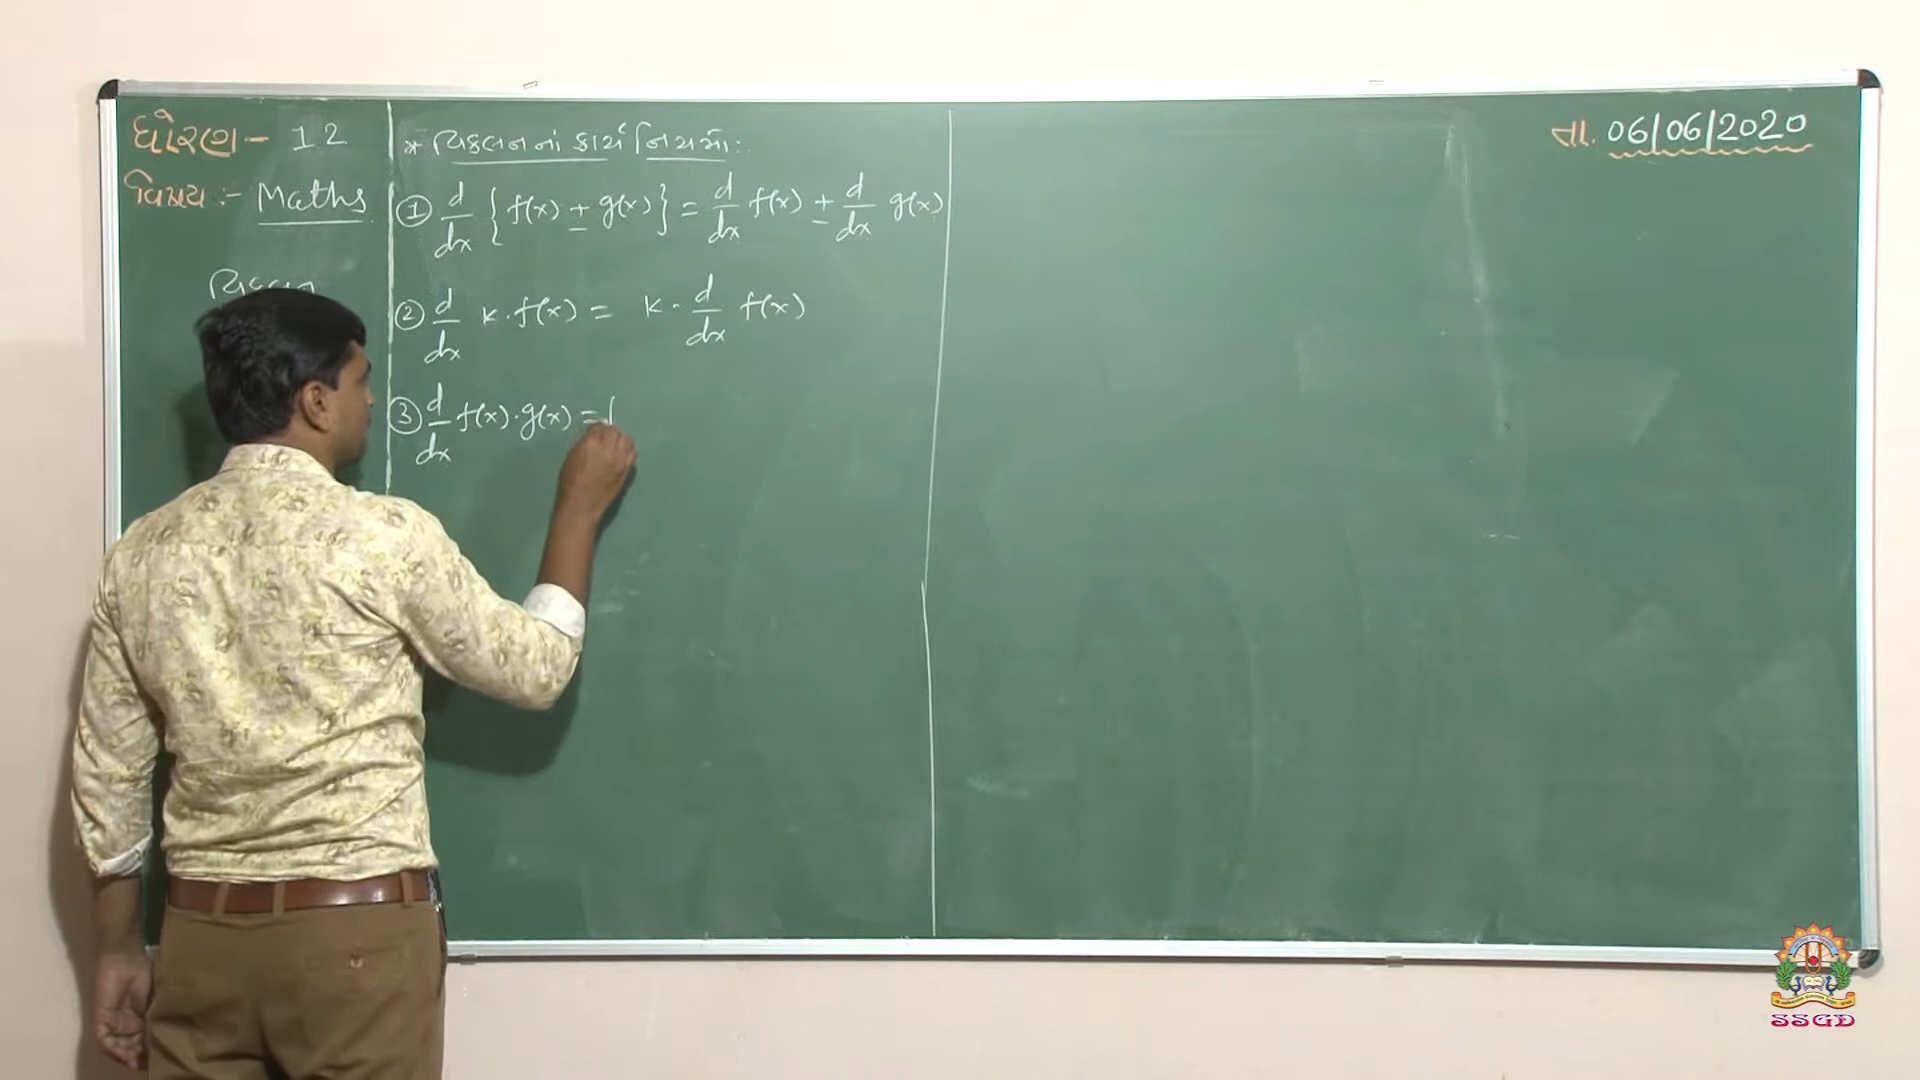 ધોરણ - 12
વિષય :- Maths
વિકલન
* વિકલનનાં કાર્ય નિયમો :
① d/dx {f(x) ± g(x)} = d/dx f(x) ± d/dx g(x)
② d/dx k.f(x) = k . d/dx f(x)
③ d/dx f(x).g(x) = f
તા. 06/06/2020
SSGD